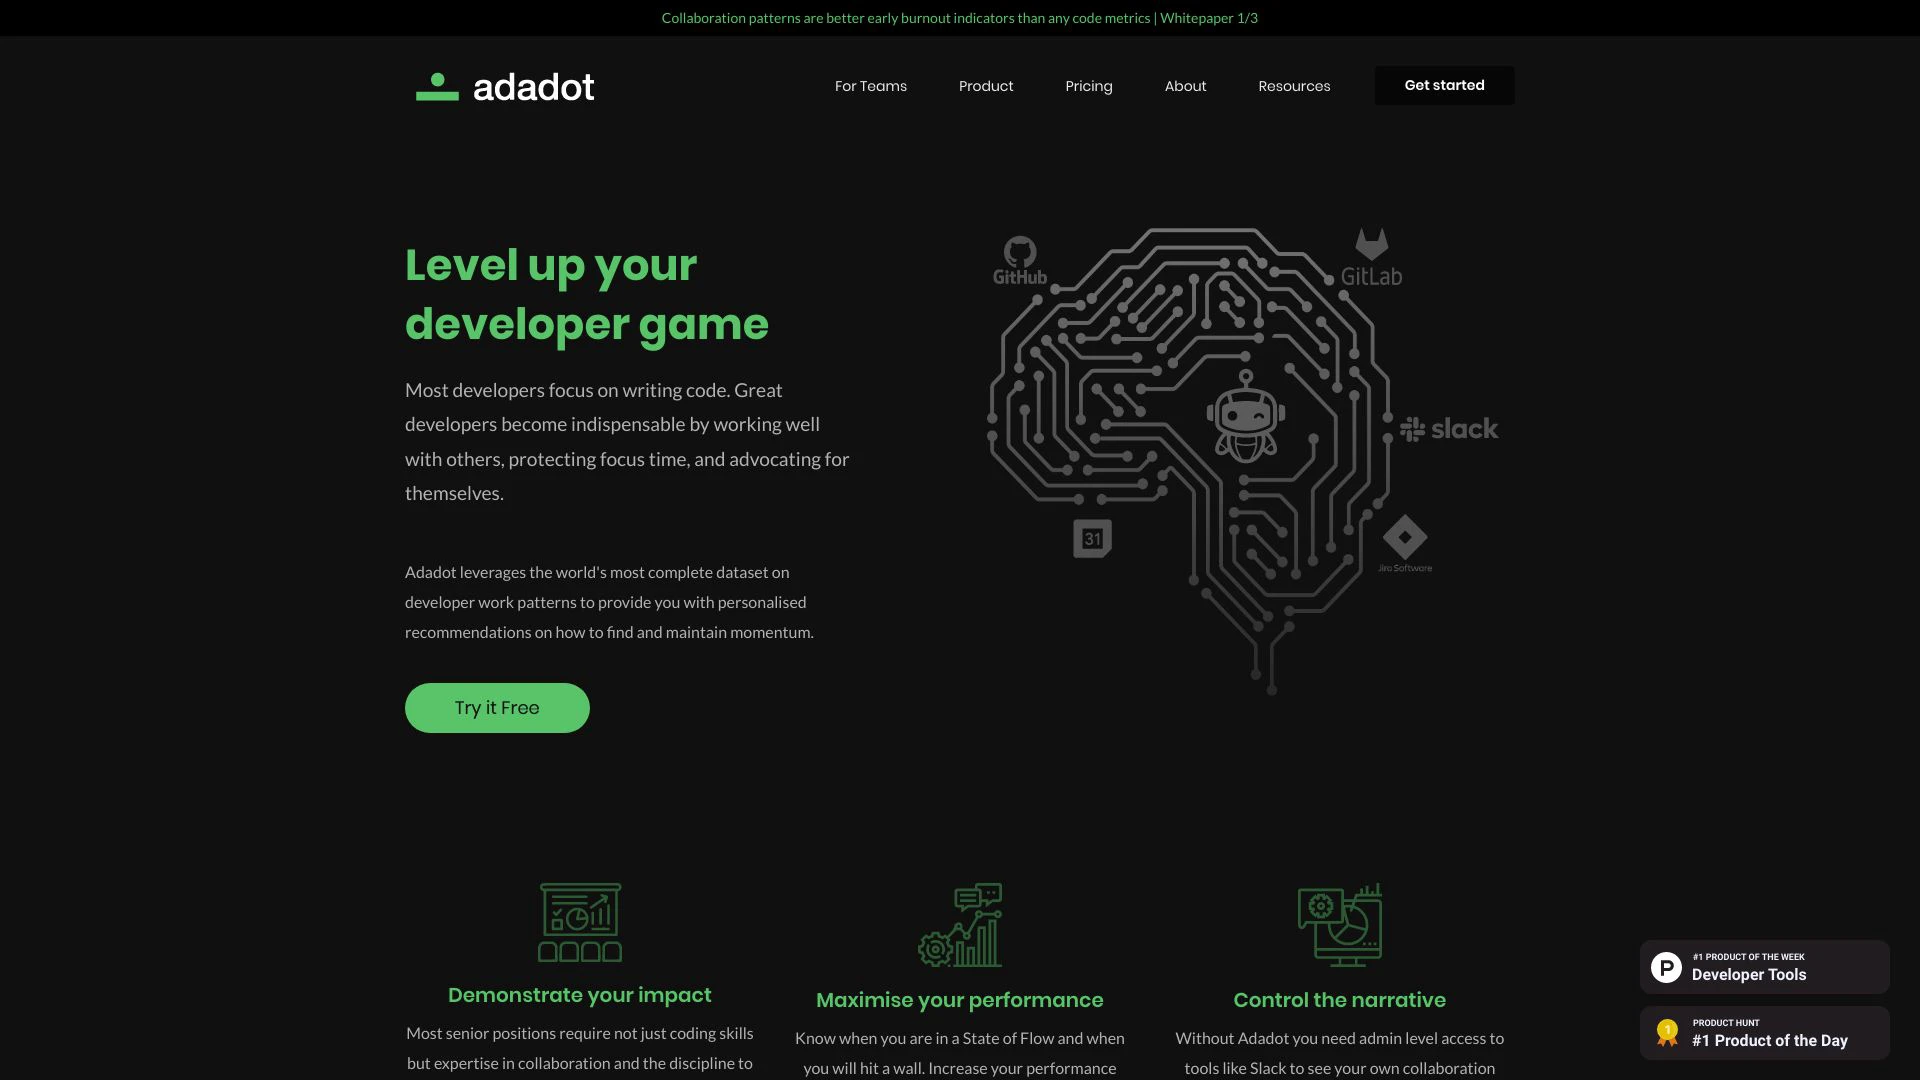 Collaboration patterns are better early burnout indicators than any code metrics | Whitepaper 1/3
adadot
For Teams
Product
Pricing
About
Resources
Get started
Level up your
developer game
Most developers focus on writing code. Great
developers become indispensable by working well
with others, protecting focus time, and advocating for
themselves.
Adadot leverages the world's most complete dataset on
developer work patterns to provide you with personalised
recommendations on how to find and maintain momentum.
Try it Free
GitHub
GitLab
slack
31
Jira Software
Demonstrate your impact
Most senior positions require not just coding skills
but expertise in collaboration and the discipline to
Maximise your performance
Know when you are in a State of Flow and when
you will hit a wall. Increase your performance
Control the narrative
Without Adadot you need admin level access to
tools like Slack to see your own collaboration
P
#1 PRODUCT OF THE WEEK
Developer Tools
1
PRODUCT HUNT
#1 Product of the Day